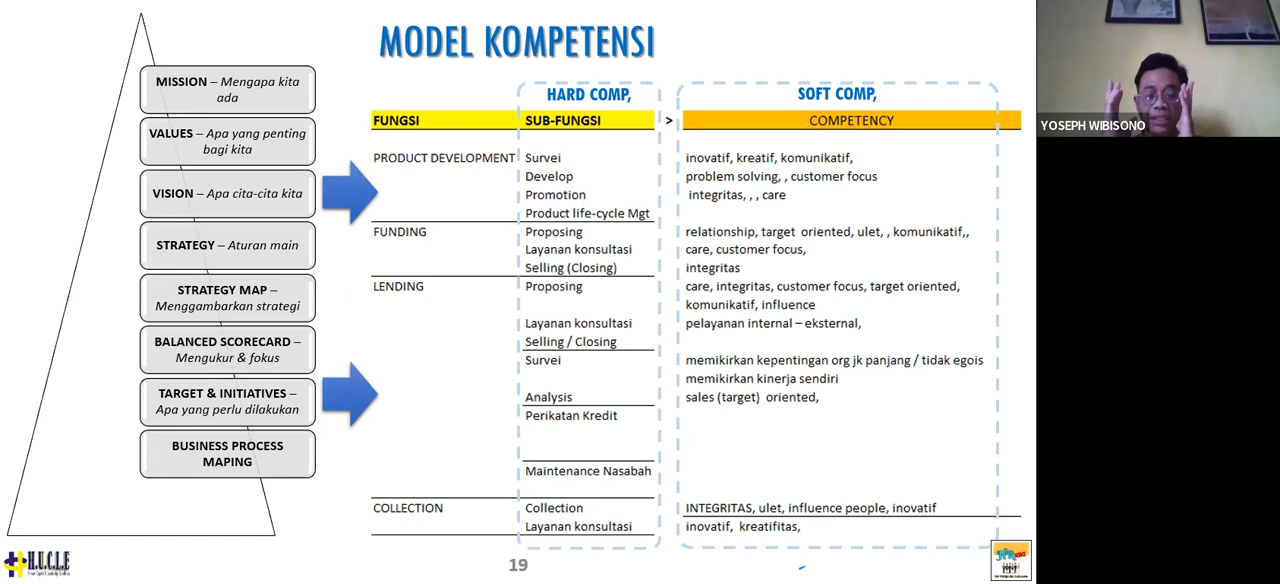 MODEL KOMPETENSI
MISSION – Mengapa kita
ada
VALUES – Apa yang penting
bagi kita
VISION – Apa cita-cita kita
STRATEGY – Aturan main
STRATEGY MAP –
Menggambarkan strategi
BALANCED SCORECARD –
Mengukur & fokus
TARGET & INITIATIVES –
Apa yang perlu dilakukan
BUSINESS PROCESS
MAPING
HARD COMP, SOFT COMP,
FUNGSI SUB-FUNGSI > COMPETENCY
PRODUCT DEVELOPMENT Survei inovatif, kreatif, komunikatif,
Develop problem solving, , customer focus
Promotion integritas, , , care
Product life-cycle Mgt
FUNDING Proposing relationship, target oriented, ulet, , komunikatif,,
Layanan konsultasi care, customer focus,
Selling (Closing) integritas
LENDING Proposing care, integritas, customer focus, target oriented,
komunikatif, influence
Layanan konsultasi pelayanan internal – eksternal,
Selling / Closing
Survei memikirkan kepentingan org jk panjang / tidak egois
memikirkan kinerja sendiri
Analysis sales (target) oriented,
Perikatan Kredit
Maintenance Nasabah
COLLECTION Collection INTEGRITAS, ulet, influence people, inovatif
Layanan konsultasi inovatif, kreatifitas,
H.U.C.L.E
19
YOSEPH WIBISONO